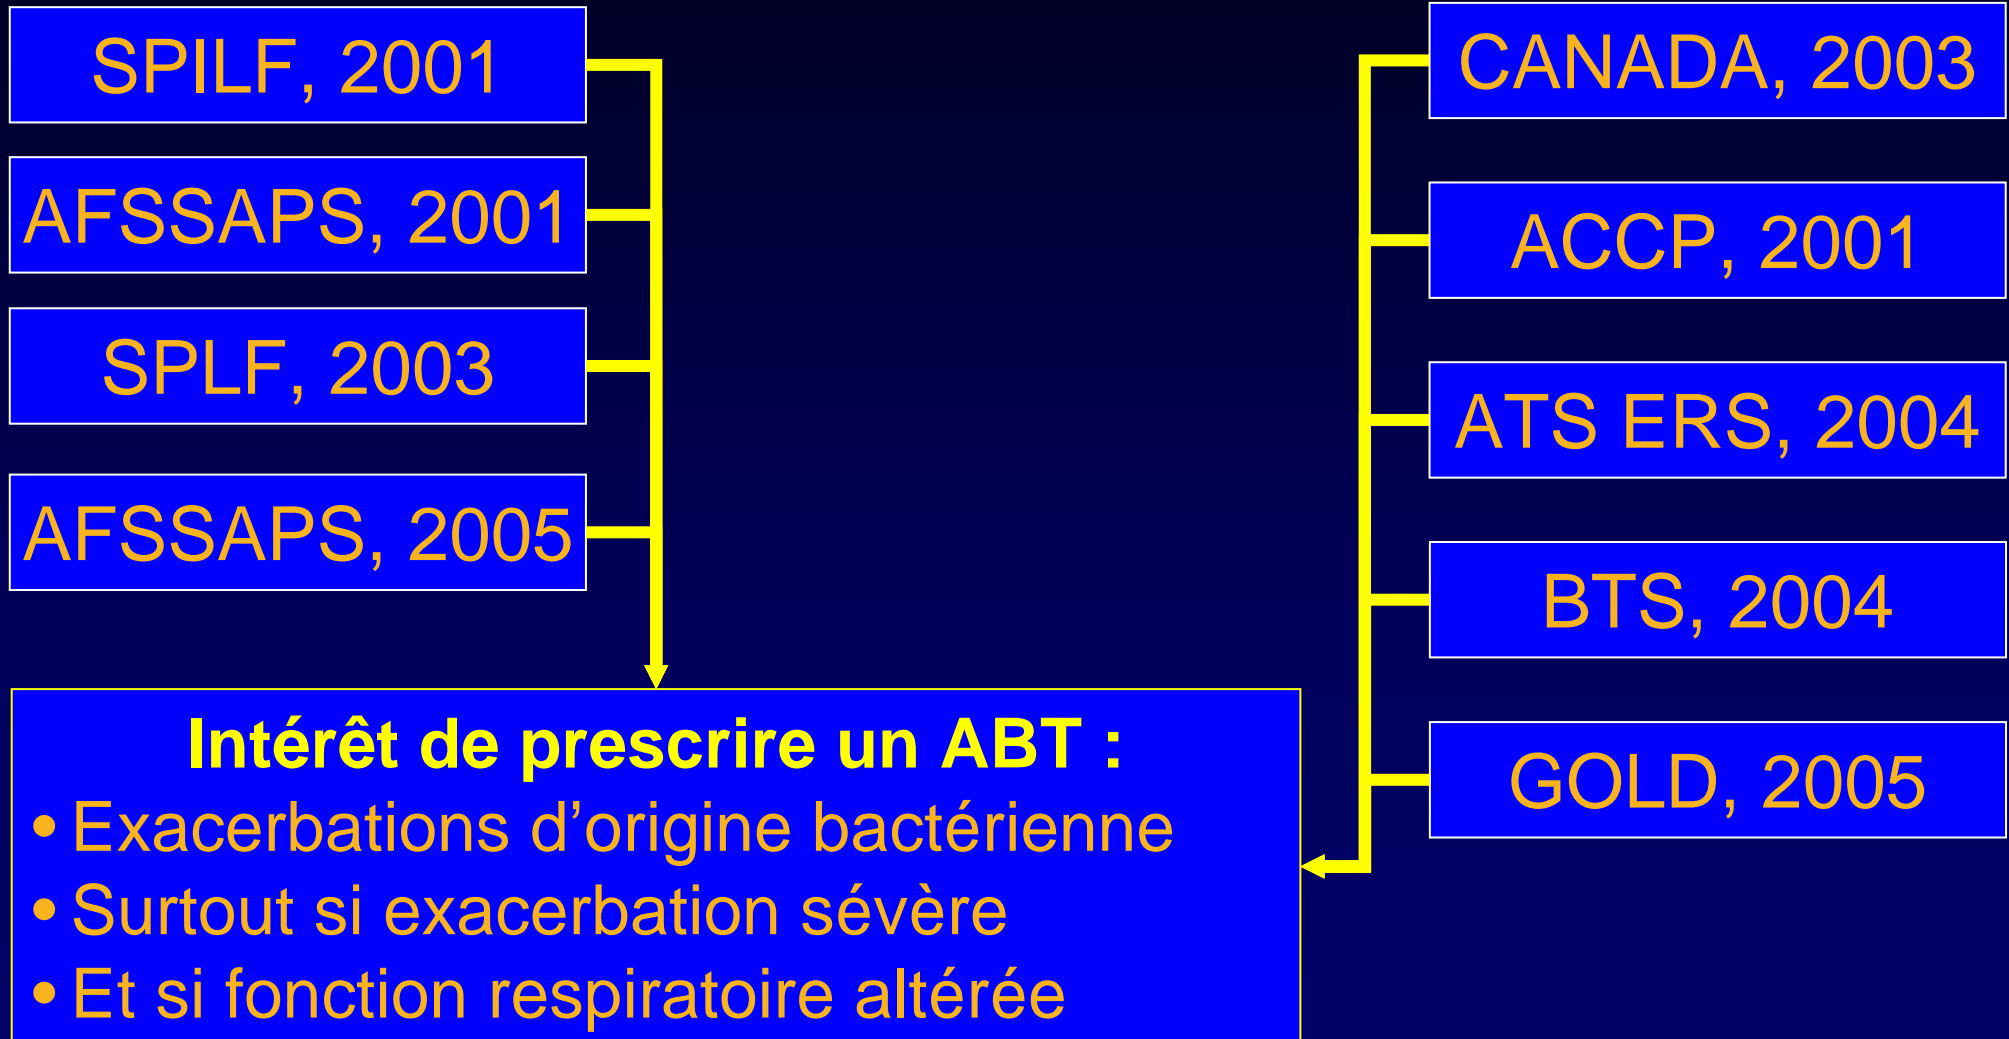 SPILF, 2001
AFSSAPS, 2001
SPLF, 2003
AFSSAPS, 2005
CANADA, 2003
ACCP, 2001
ATS ERS, 2004
BTS, 2004
GOLD, 2005
Intérêt de prescrire un ABT :
• Exacerbations d’origine bactérienne
• Surtout si exacerbation sévère
• Et si fonction respiratoire altérée